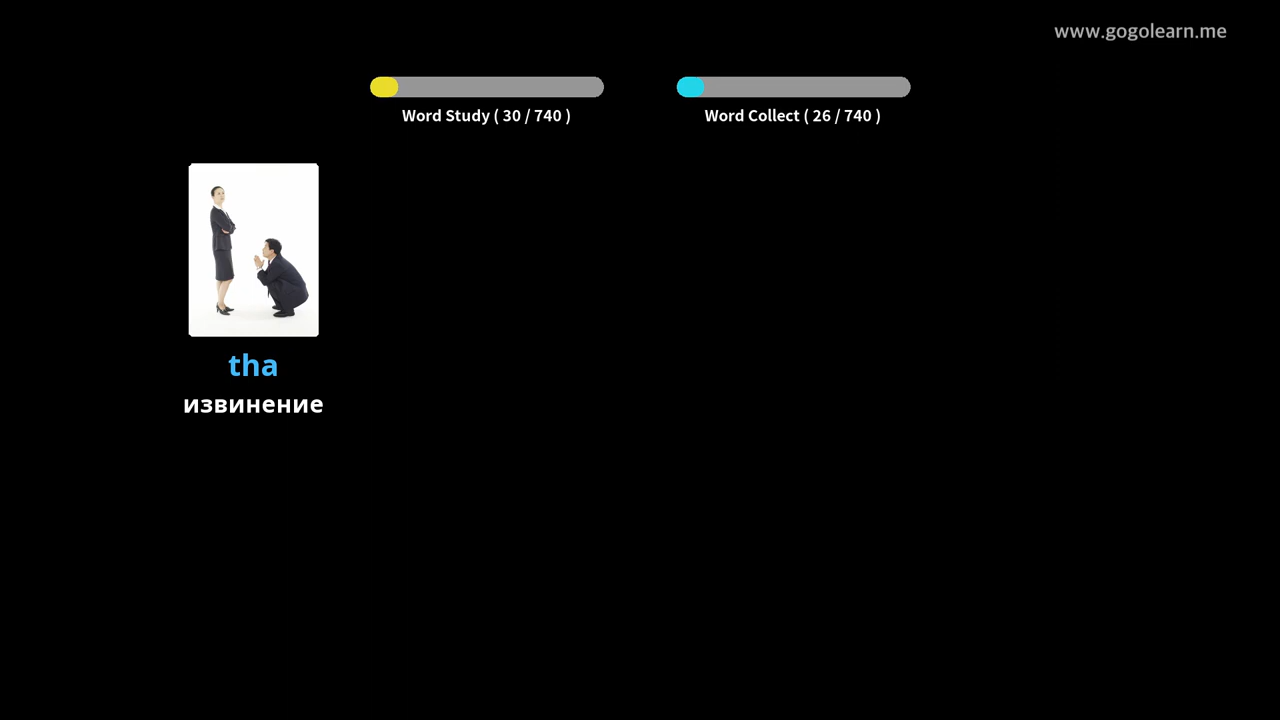 www.gogolearn.me
Word Study ( 30 / 740 )
Word Collect ( 26 / 740 )
tha
извинение